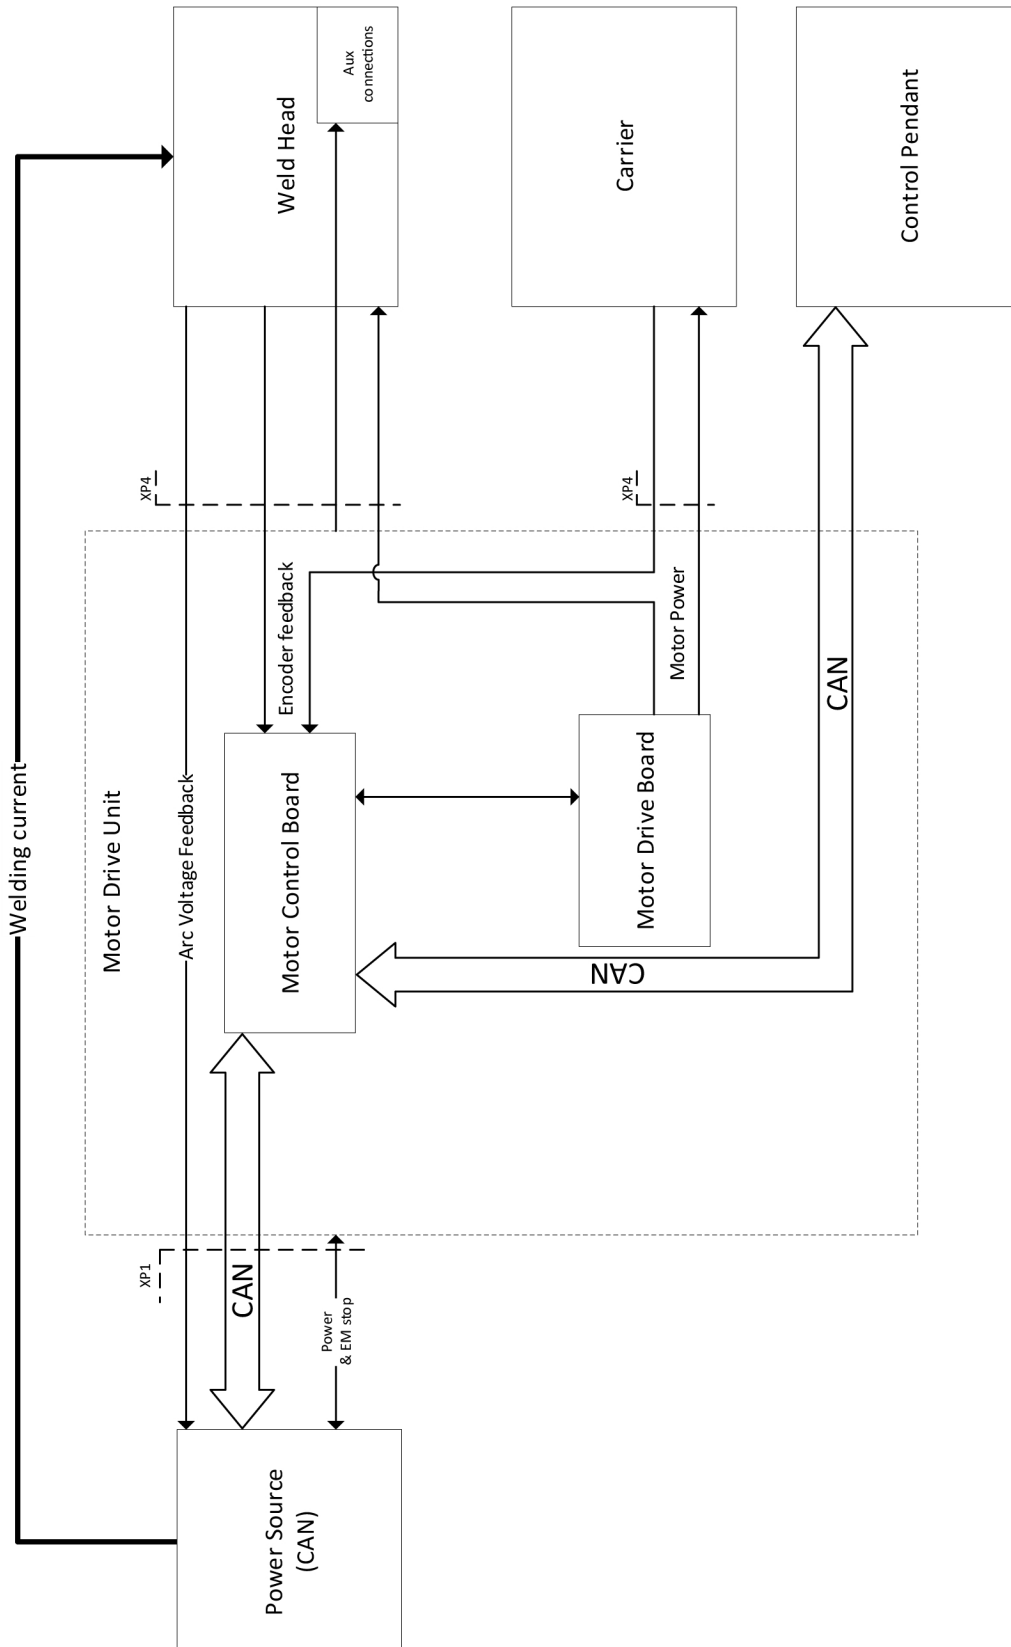 Welding current
Motor Drive Unit
Arc Voltage Feedback
Power Source
(CAN)
XP1
CAN
Power
& EM stop
Motor Control Board
Encoder feedback
CAN
Motor Drive Board
Motor Power
CAN
XP4
XP4
Weld Head
Aux
connections
Carrier
Control Pendant